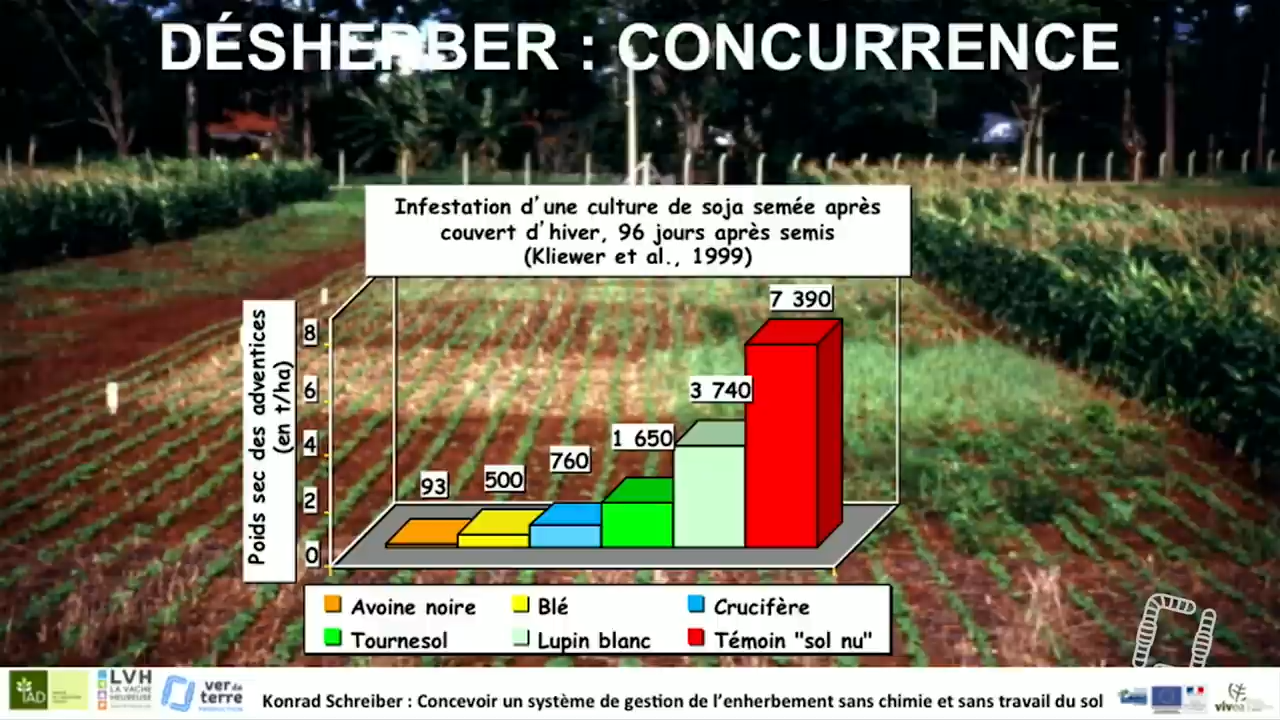 DÉSHERBER : CONCURRENCE
Infestation d'une culture de soja semée après
couvert d'hiver, 96 jours après semis
(Kliewer et al., 1999)
Poids sec des adventices
(en t/ha)
8
6
4
2
0
93
500
760
1 650
3 740
7 390
Avoine noire
Blé
Crucifère
Tournesol
Lupin blanc
Témoin "sol nu"
IAD
LVH
LA VACHE
HEUREUSE
ver de
terre
PRODUCTION
Konrad Schreiber : Concevoir un système de gestion de l'enherbement sans chimie et sans travail du sol
vivea